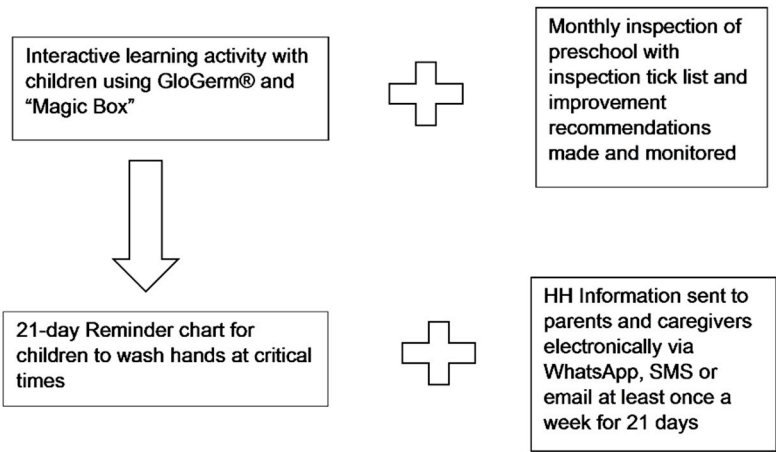 Interactive learning activity with
children using GloGerm® and
“Magic Box”
Monthly inspection of
preschool with
inspection tick list and
improvement
recommendations
made and monitored
21-day Reminder chart for
children to wash hands at critical
times
HH Information sent to
parents and caregivers
electronically via
WhatsApp, SMS or
email at least once a
week for 21 days